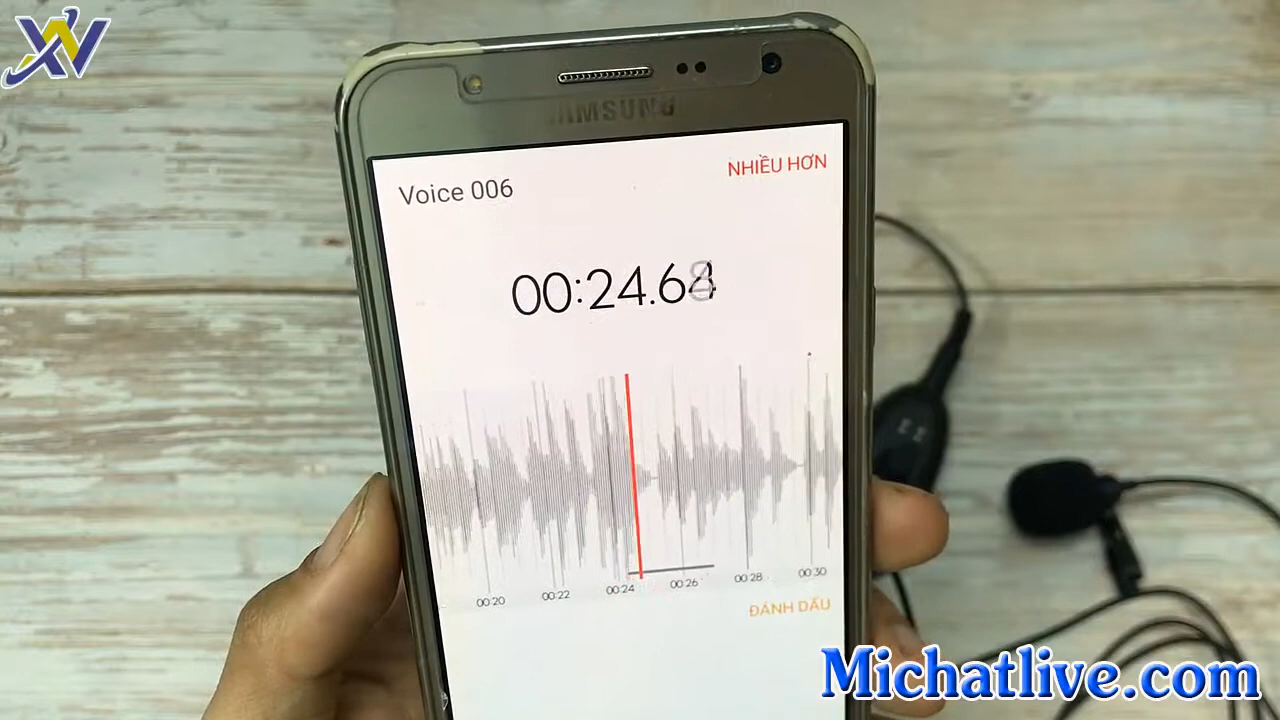 XW
SAMSUNG
NHIỀU HƠN
Voice 006
00:24.6
00:20 00:22 00:24 00:26 00:28 00:30
ĐÁNH DẤU
Michatlive.com